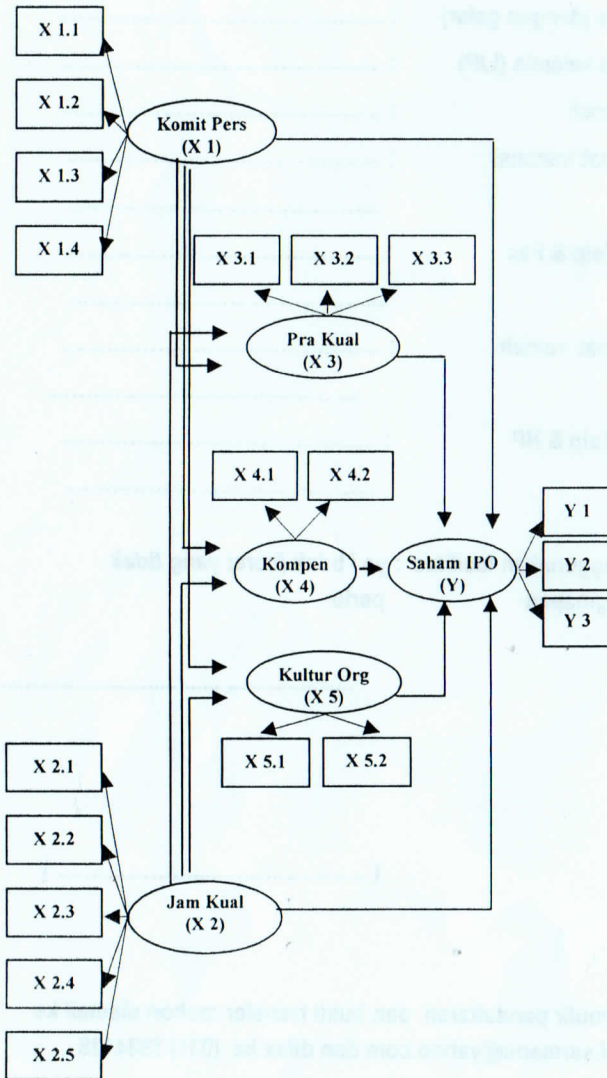 X 1.1
X 1.2
X 1.3
X 1.4
Komit Pers
(X 1)
X 3.1
X 3.2
X 3.3
Pra Kual
(X 3)
X 4.1
X 4.2
Kompen
(X 4)
Saham IPO
(Y)
Y 1
Y 2
Y 3
Kultur Org
(X 5)
X 5.1
X 5.2
X 2.1
X 2.2
X 2.3
X 2.4
X 2.5
Jam Kual
(X 2)